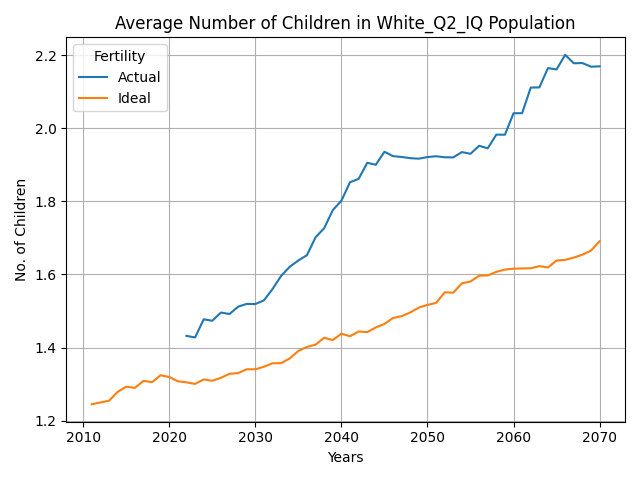 Average Number of Children in White_Q2_IQ Population
Fertility
Actual
Ideal
No. of Children
2.2
2.0
1.8
1.6
1.4
1.2
2010 2020 2030 2040 2050 2060 2070
Years